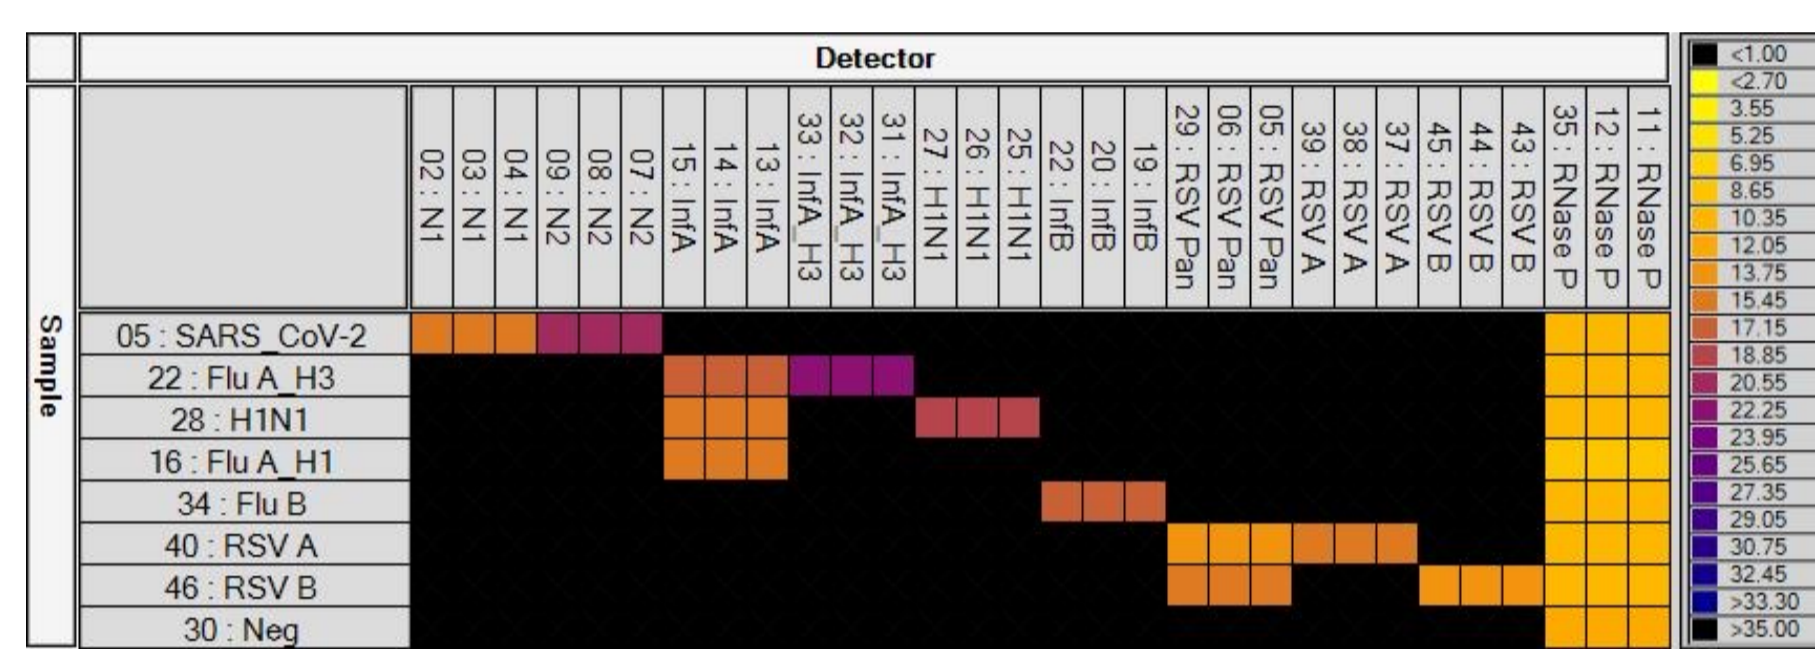 Detector
Sample
02 : N1
03 : N1
04 : N1
09 : N2
08 : N2
07 : N2
15 : InfA
14 : InfA
13 : InfA
33 : InfA_H3
32 : InfA_H3
31 : InfA_H3
27 : H1N1
26 : H1N1
25 : H1N1
22 : InfB
20 : InfB
19 : InfB
29 : RSV Pan
06 : RSV Pan
05 : RSV Pan
39 : RSV A
38 : RSV A
37 : RSV A
45 : RSV B
44 : RSV B
43 : RSV B
35 : RNase P
12 : RNase P
11 : RNase P
05 : SARS_CoV-2
22 : Flu A_H3
28 : H1N1
16 : Flu A_H1
34 : Flu B
40 : RSV A
46 : RSV B
30 : Neg
<1.00
<2.70
3.55
5.25
6.95
8.65
10.35
12.05
13.75
15.45
17.15
18.85
20.55
22.25
23.95
25.65
27.35
29.05
30.75
32.45
>33.30
>35.00